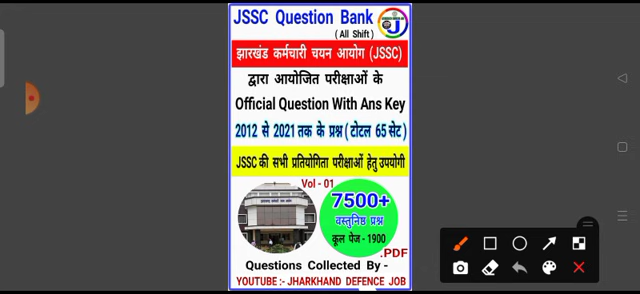 JSSC Question Bank
( All Shift )
झारखंड कर्मचारी चयन आयोग (JSSC)
द्वारा आयोजित परीक्षाओं के
Official Question With Ans Key
2012 से 2021 तक के प्रश्न ( टोटल 65 सेट )
JSSC की सभी प्रतियोगिता परीक्षाओं हेतु उपयोगी
Vol - 01
7500+
वस्तुनिष्ठ प्रश्न
कूल पेज - 1900
.PDF
Questions Collected By -
YOUTUBE :- JHARKHAND DEFENCE JOB